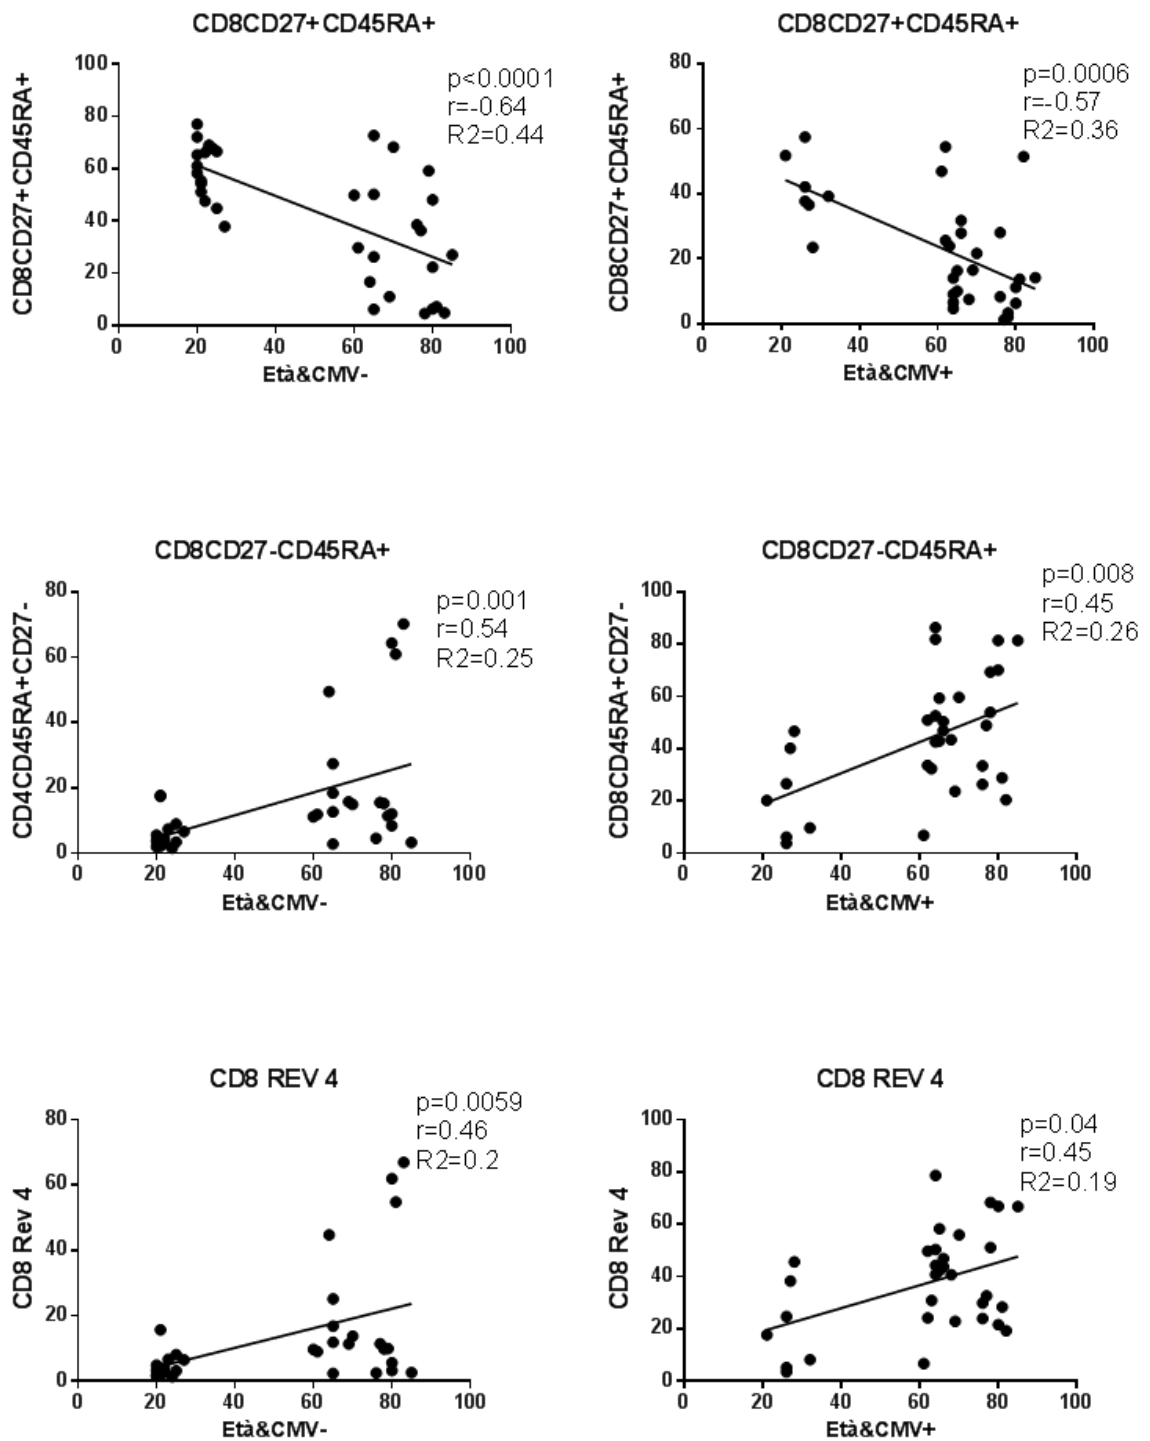 CD8CD27+CD45RA+
CD8CD27+CD45RA+
100
80
60
40
20
0
p<0.0001
r=-0.64
R2=0.44
0 20 40 60 80 100
Età&CMV-
CD8CD27+CD45RA+
CD8CD27+CD45RA+
80
60
40
20
0
p=0.0006
r=-0.57
R2=0.36
0 20 40 60 80 100
Età&CMV+
CD8CD27-CD45RA+
CD4CD45RA+CD27-
80
60
40
20
0
p=0.001
r=0.54
R2=0.25
0 20 40 60 80 100
Età&CMV-
CD8CD27-CD45RA+
CD8CD45RA+CD27-
100
80
60
40
20
0
p=0.008
r=0.45
R2=0.26
0 20 40 60 80 100
Età&CMV+
CD8 REV 4
CD8 Rev 4
80
60
40
20
0
p=0.0059
r=0.46
R2=0.2
0 20 40 60 80 100
Età&CMV-
CD8 REV 4
CD8 Rev 4
100
80
60
40
20
0
p=0.04
r=0.45
R2=0.19
0 20 40 60 80 100
Età&CMV+